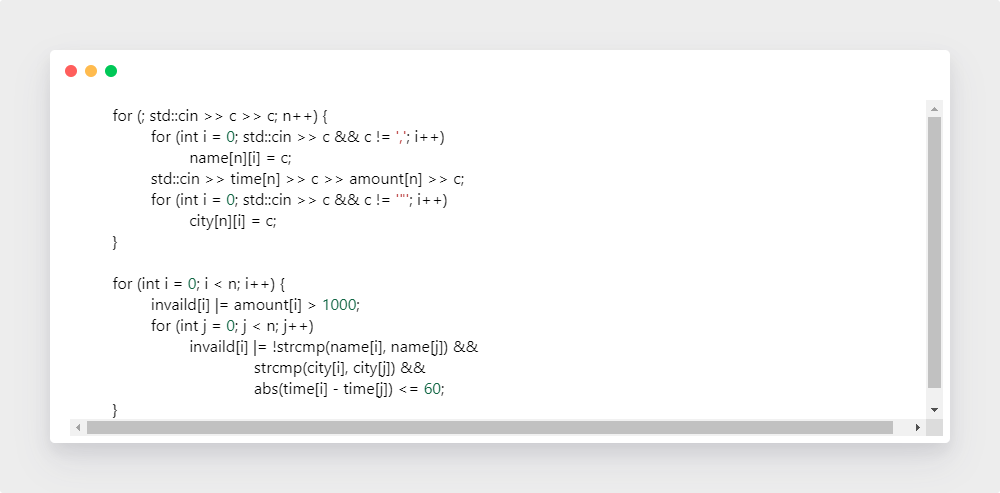 for (; std::cin >> c >> c; n++) {
for (int i = 0; std::cin >> c && c != ','; i++)
name[n][i] = c;
std::cin >> time[n] >> c >> amount[n] >> c;
for (int i = 0; std::cin >> c && c != '"'; i++)
city[n][i] = c;
}
for (int i = 0; i < n; i++) {
invaild[i] |= amount[i] > 1000;
for (int j = 0; j < n; j++)
invaild[i] |= !strcmp(name[i], name[j]) &&
strcmp(city[i], city[j]) &&
abs(time[i] - time[j]) <= 60;
}